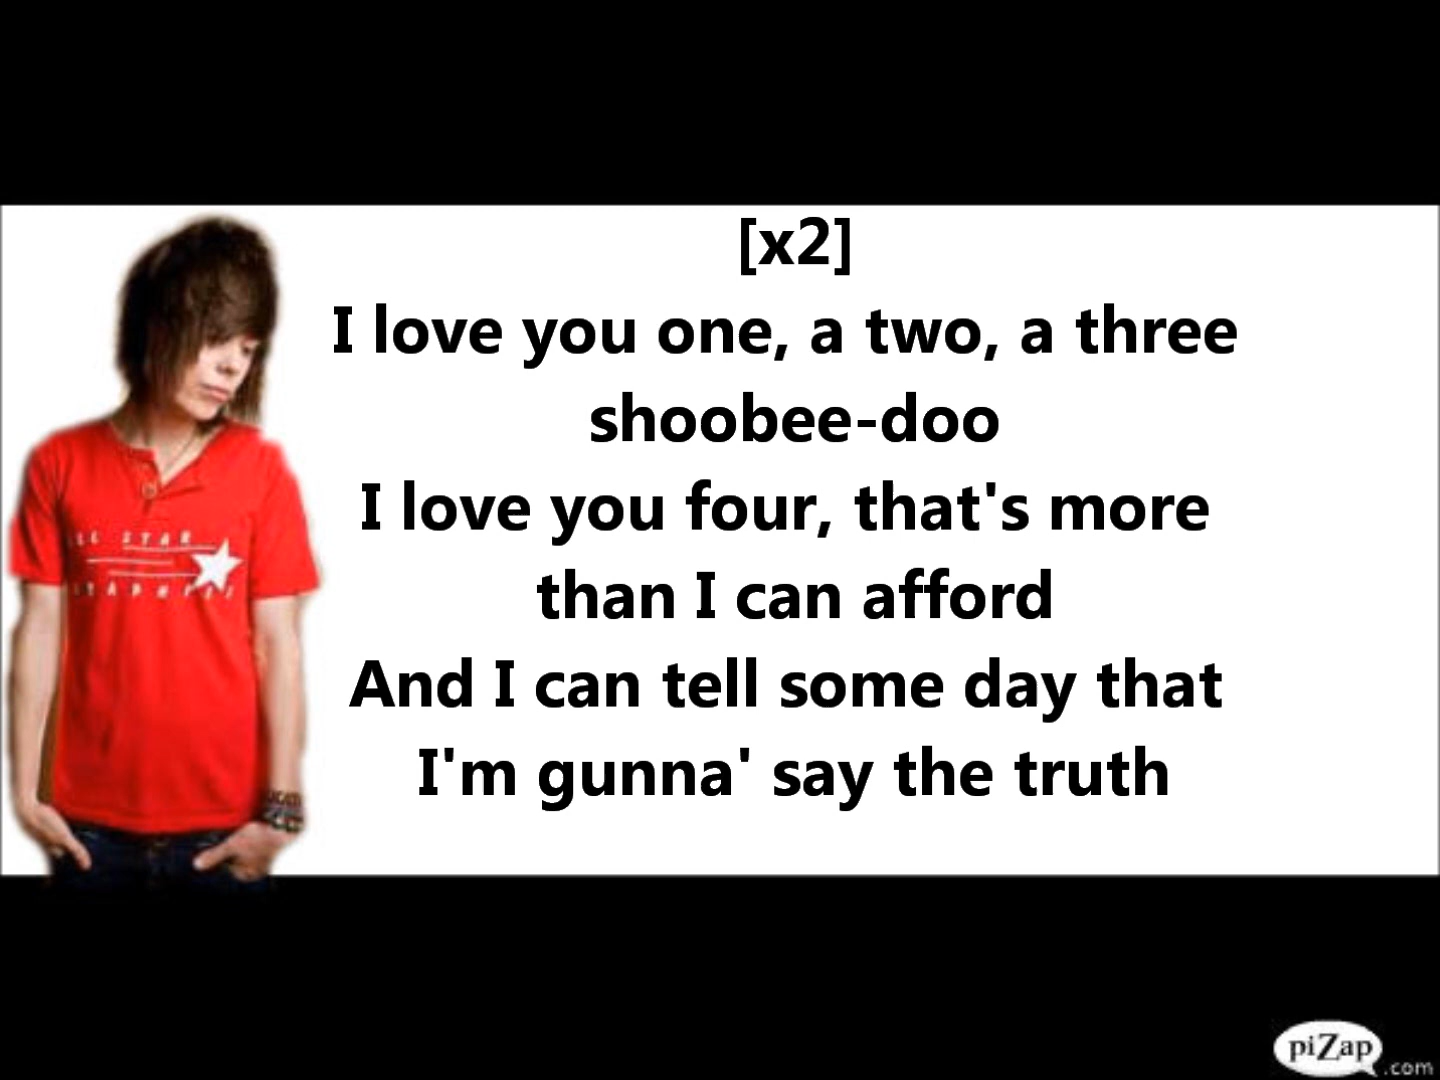 [x2]
I love you one, a two, a three
shoobee-doo
I love you four, that's more
than I can afford
And I can tell some day that
I'm gunna' say the truth
STAR
piZap
.com